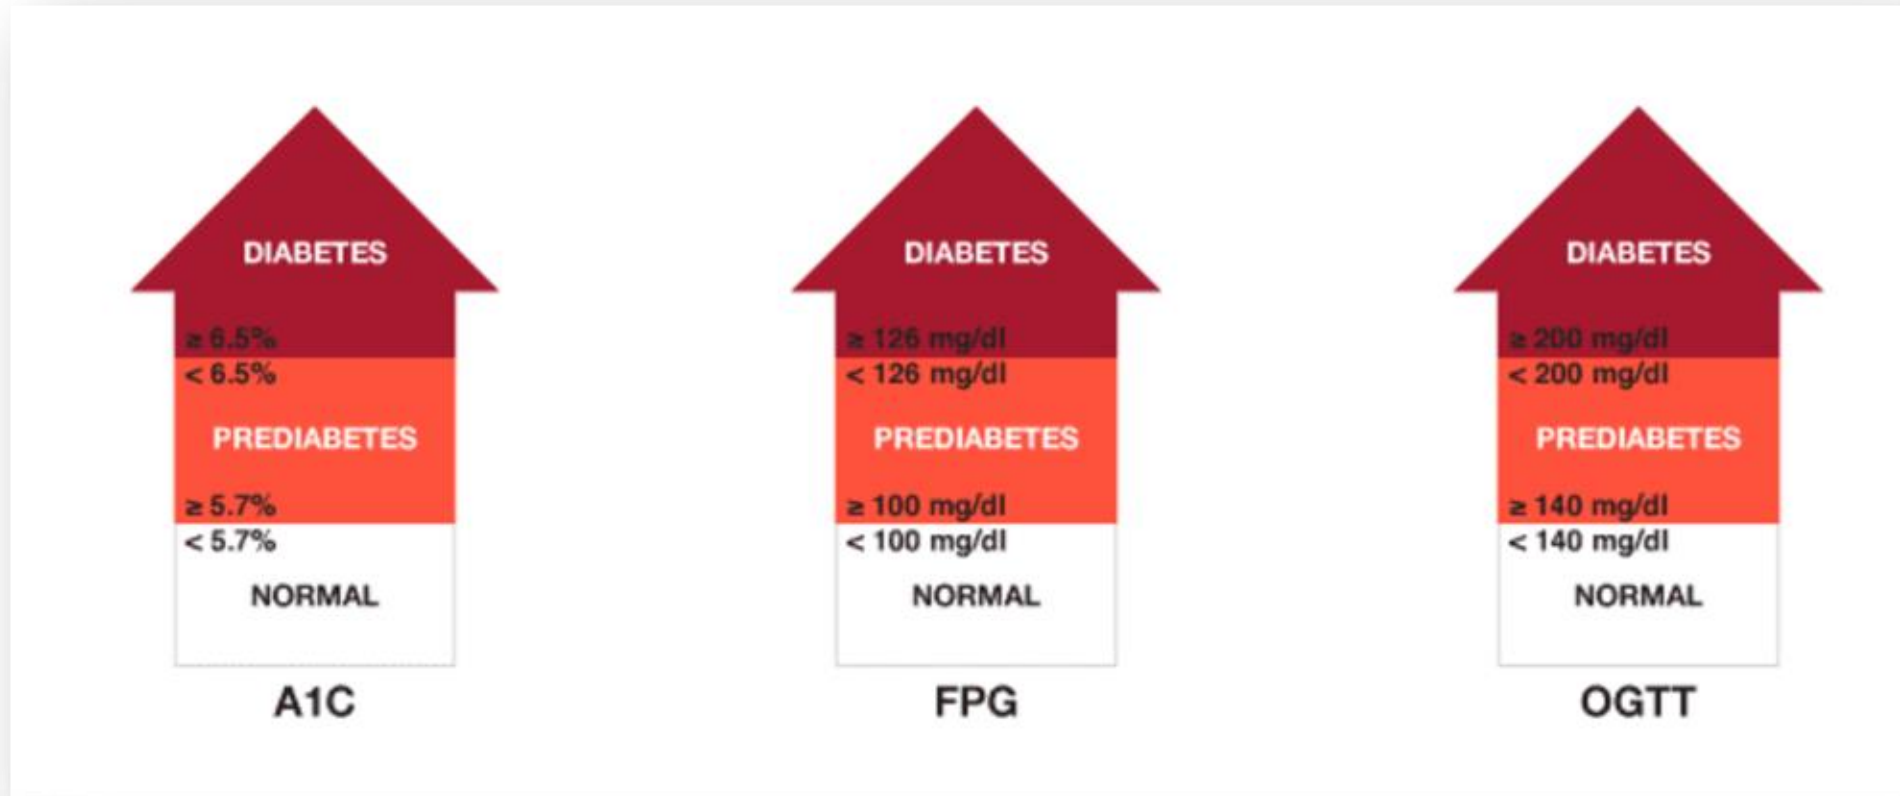 DIABETES
≥ 6.5%
< 6.5%
PREDIABETES
≥ 5.7%
< 5.7%
NORMAL
A1C
DIABETES
≥ 126 mg/dl
< 126 mg/dl
PREDIABETES
≥ 100 mg/dl
< 100 mg/dl
NORMAL
FPG
DIABETES
≥ 200 mg/dl
< 200 mg/dl
PREDIABETES
≥ 140 mg/dl
< 140 mg/dl
NORMAL
OGTT